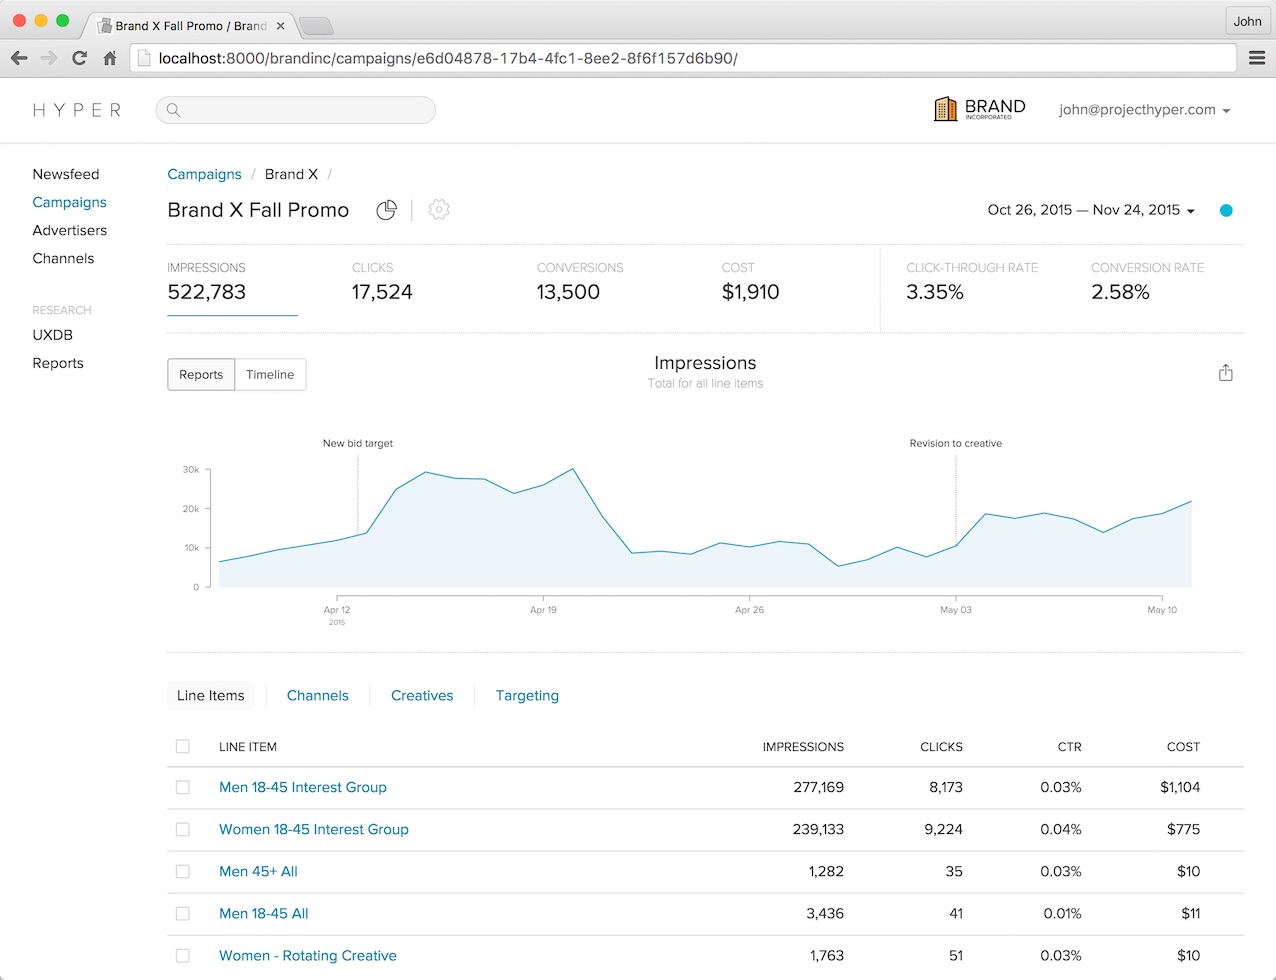 Brand X Fall Promo / Brand
John
localhost:8000/brandinc/campaigns/e6d04878-17b4-4fc1-8ee2-8f6f157d6b90/
HYPER
BRAND
INCORPORATED
john@projecthyper.com
Newsfeed
Campaigns
Advertisers
Channels
RESEARCH
UXDB
Reports
Campaigns / Brand X /
Brand X Fall Promo
Oct 26, 2015 — Nov 24, 2015
IMPRESSIONS CLICKS CONVERSIONS COST CLICK-THROUGH RATE CONVERSION RATE
522,783 17,524 13,500 $1,910 3.35% 2.58%
Reports Timeline
Impressions
Total for all line items
New bid target Revision to creative
30k
20k
10k
0
Apr 12 Apr 19 Apr 26 May 03 May 10
2015
Line Items Channels Creatives Targeting
LINE ITEM IMPRESSIONS CLICKS CTR COST
Men 18-45 Interest Group 277,169 8,173 0.03% $1,104
Women 18-45 Interest Group 239,133 9,224 0.04% $775
Men 45+ All 1,282 35 0.03% $10
Men 18-45 All 3,436 41 0.01% $11
Women - Rotating Creative 1,763 51 0.03% $10